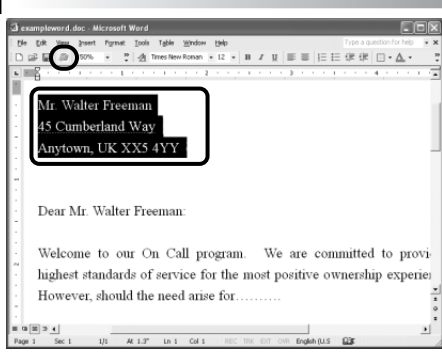 exampleword.doc - Microsoft Word
File Edit View Insert Format Tools Table Window Help Type a question for help
50% Times New Roman 12 B I U
Mr. Walter Freeman
45 Cumberland Way
Anytown, UK XX5 4YY
Dear Mr. Walter Freeman:
Welcome to our On Call program. We are committed to provi
highest standards of service for the most positive ownership experien
However, should the need arise for..........
Page 1 Sec 1 1/1 At 1.3" Ln 1 Col 1 REC TRK EXT OVR English (U.S